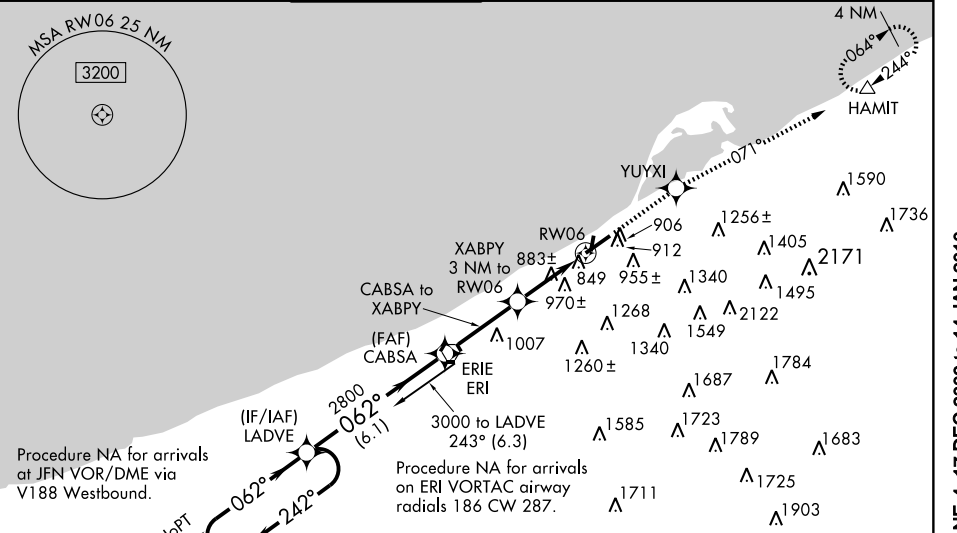 MSA RW06 25 NM
3200
4 NM
064°
244°
HAMIT
071°
YUYXI
1590
1736
906
912
1256±
1405
2171
RW06
XABPY
3 NM to
RW06
883±
849
955±
1340
1495
970±
CABSA to
XABPY
1268
1549
2122
(FAF)
CABSA
1007
1340
1260±
ERIE
ERI
1784
1687
2800
062°
(6.1)
3000 to LADVE
243° (6.3)
(IF/IAF)
LADVE
1585
1723
1789
1683
Procedure NA for arrivals
at JFN VOR/DME via
V188 Westbound.
Procedure NA for arrivals
on ERI VORTAC airway
radials 186 CW 287.
062°
242°
1725
1711
1903
oPT